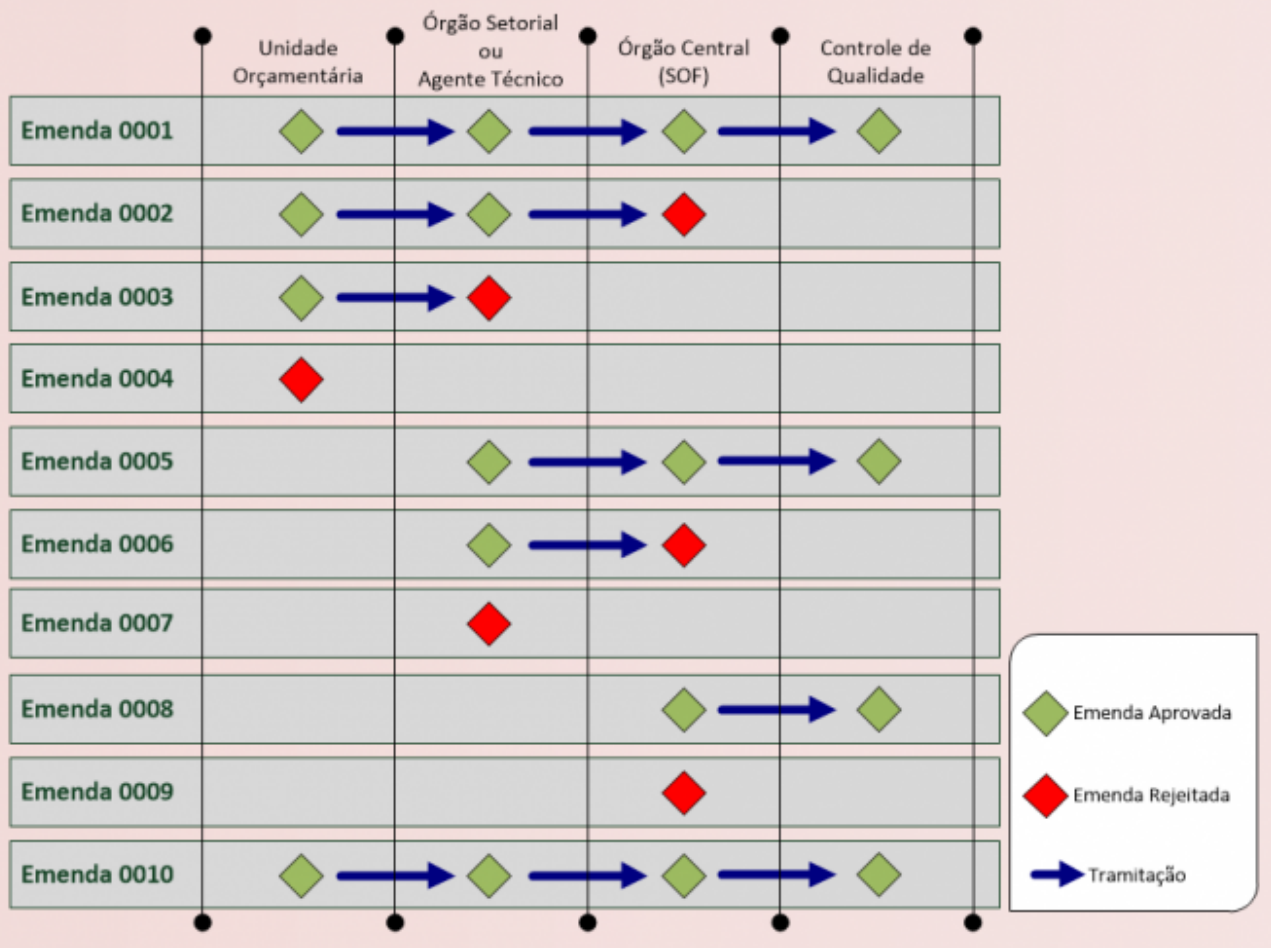 Unidade
Orçamentária
Órgão Setorial
ou
Agente Técnico
Órgão Central
(SOF)
Controle de
Qualidade
Emenda 0001
Emenda 0002
Emenda 0003
Emenda 0004
Emenda 0005
Emenda 0006
Emenda 0007
Emenda 0008
Emenda 0009
Emenda 0010
Emenda Aprovada
Emenda Rejeitada
Tramitação